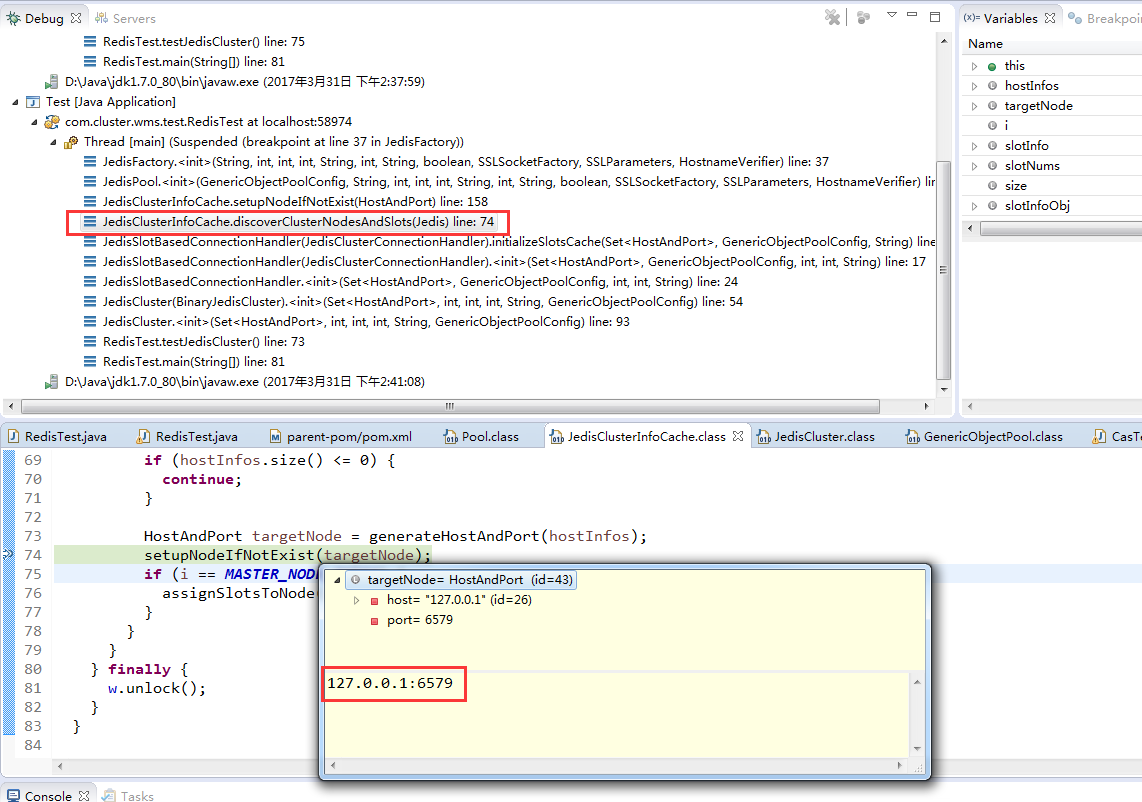 Debug Servers
RedisTest.testJedisCluster() line: 75
RedisTest.main(String[]) line: 81
D:\Java\jdk1.7.0_80\bin\javaw.exe (2017年3月31日 下午2:37:59)
Test [Java Application]
com.cluster.wms.test.RedisTest at localhost:58974
Thread [main] (Suspended (breakpoint at line 37 in JedisFactory))
JedisFactory.<init>(String, int, int, int, String, int, String, boolean, SSLSocketFactory, SSLParameters, HostnameVerifier) line: 37
JedisPool.<init>(GenericObjectPoolConfig, String, int, int, int, String, int, String, boolean, SSLSocketFactory, SSLParameters, HostnameVerifier) lir
JedisClusterInfoCache.setupNodeIfNotExist(HostAndPort) line: 158
JedisClusterInfoCache.discoverClusterNodesAndSlots(Jedis) line: 74
JedisSlotBasedConnectionHandler(JedisClusterConnectionHandler).initializeSlotsCache(Set<HostAndPort>, GenericObjectPoolConfig, String) line
JedisSlotBasedConnectionHandler(JedisClusterConnectionHandler).<init>(Set<HostAndPort>, GenericObjectPoolConfig, int, int, String) line: 17
JedisSlotBasedConnectionHandler.<init>(Set<HostAndPort>, GenericObjectPoolConfig, int, int, String) line: 24
JedisCluster(BinaryJedisCluster).<init>(Set<HostAndPort>, int, int, int, String, GenericObjectPoolConfig) line: 54
JedisCluster.<init>(Set<HostAndPort>, int, int, int, String, GenericObjectPoolConfig) line: 93
RedisTest.testJedisCluster() line: 73
RedisTest.main(String[]) line: 81
D:\Java\jdk1.7.0_80\bin\javaw.exe (2017年3月31日 下午2:41:08)
(x)= Variables Breakpoi
Name
this
hostInfos
targetNode
i
slotInfo
slotNums
size
slotInfoObj
RedisTest.java RedisTest.java parent-pom/pom.xml Pool.class JedisClusterInfoCache.class JedisCluster.class GenericObjectPool.class CasTe
69 if (hostInfos.size() <= 0) {
70 continue;
71 }
72
73 HostAndPort targetNode = generateHostAndPort(hostInfos);
74 setupNodeIfNotExist(targetNode);
75 if (i == MASTER_NODE
76 assignSlotsToNode
77 }
78 }
79 }
80 } finally {
81 w.unlock();
82 }
83 }
84
targetNode= HostAndPort (id=43)
host= "127.0.0.1" (id=26)
port= 6579
127.0.0.1:6579
Console Tasks